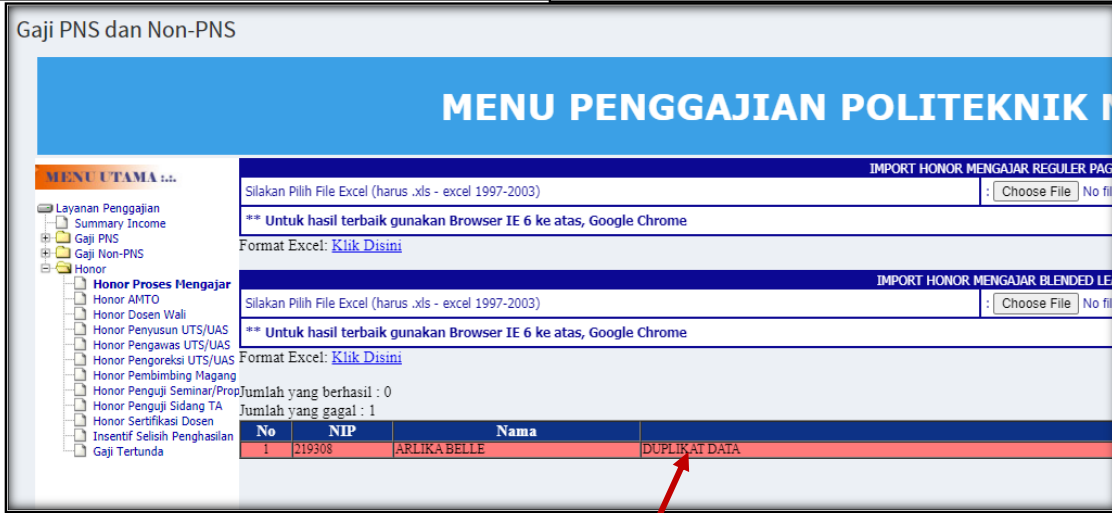 Gaji PNS dan Non-PNS
MENU PENGGAJIAN POLITEKNIK
MENU UTAMA :.:.
Layanan Penggajian
Summary Income
Gaji PNS
Gaji Non-PNS
Honor
Honor Proses Mengajar
Honor AMTO
Honor Dosen Wali
Honor Penyusun UTS/UAS
Honor Pengawas UTS/UAS
Honor Pengoreksi UTS/UAS
Honor Pembimbing Magang
Honor Penguji Seminar/Prop
Honor Penguji Sidang TA
Honor Sertifikasi Dosen
Insentif Selisih Penghasilan
Gaji Tertunda
IMPORT HONOR MENGAJAR REGULER PAG
Silakan Pilih File Excel (harus .xls - excel 1997-2003) : Choose File No fi
** Untuk hasil terbaik gunakan Browser IE 6 ke atas, Google Chrome
Format Excel: Klik Disini
IMPORT HONOR MENGAJAR BLENDED LE
Silakan Pilih File Excel (harus .xls - excel 1997-2003) : Choose File No fi
** Untuk hasil terbaik gunakan Browser IE 6 ke atas, Google Chrome
Format Excel: Klik Disini
Jumlah yang berhasil : 0
Jumlah yang gagal : 1
No NIP Nama
1 219308 ARLIKA BELLE DUPLIKAT DATA